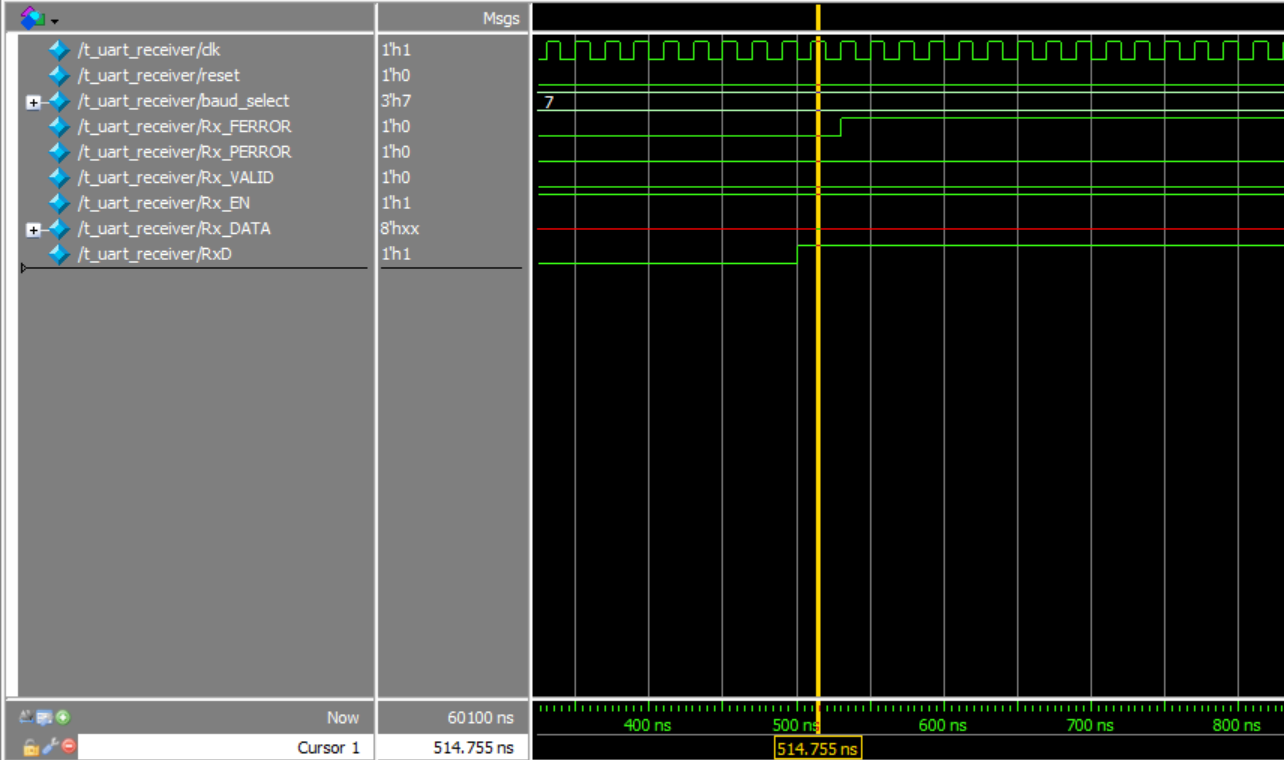 Msgs
/t_uart_receiver/clk 1'h1
/t_uart_receiver/reset 1'h0
/t_uart_receiver/baud_select 3'h7 7
/t_uart_receiver/Rx_FERROR 1'h0
/t_uart_receiver/Rx_PERROR 1'h0
/t_uart_receiver/Rx_VALID 1'h0
/t_uart_receiver/Rx_EN 1'h1
/t_uart_receiver/Rx_DATA 8'hxx
/t_uart_receiver/RxD 1'h1
Now 60100 ns 400 ns 500 ns 600 ns 700 ns 800 ns
Cursor 1 514.755 ns 514.755 ns